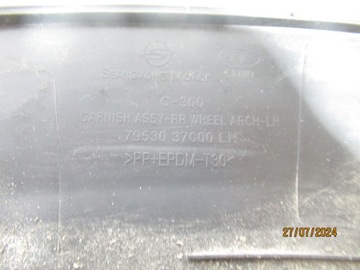 SSANGYONG Motor
C-300
GARNISH ASSY-RR WHEEL ARCH-LH
79530 37000 LH
>PP+EPDM-T30<
27/07/2024